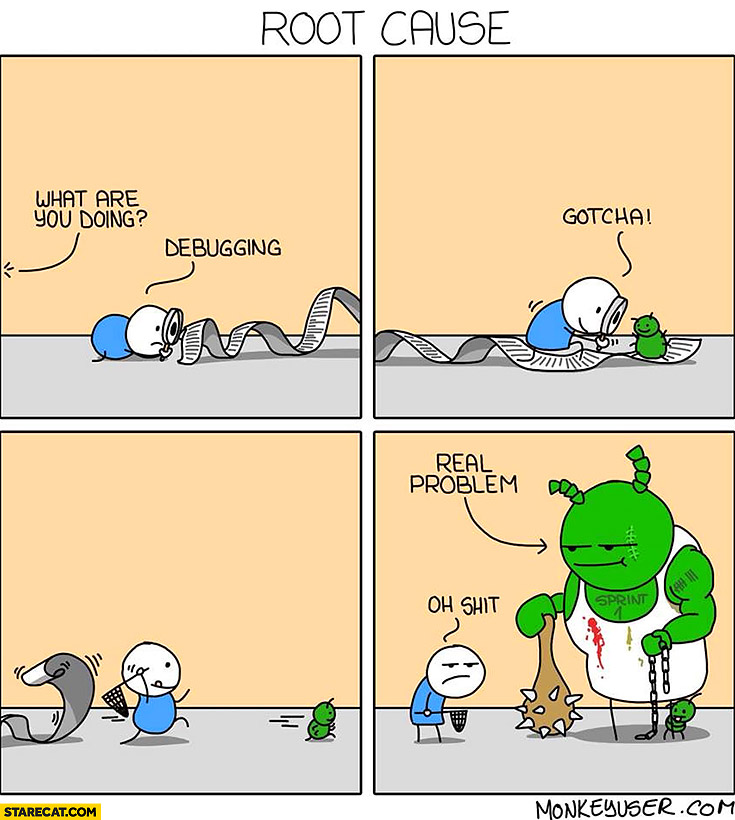 ROOT CAUSE
WHAT ARE
YOU DOING?
DEBUGGING
GOTCHA!
REAL
PROBLEM
OH SHIT
SPRINT
1
STARECAT.COM
MONKEYUSER.COM